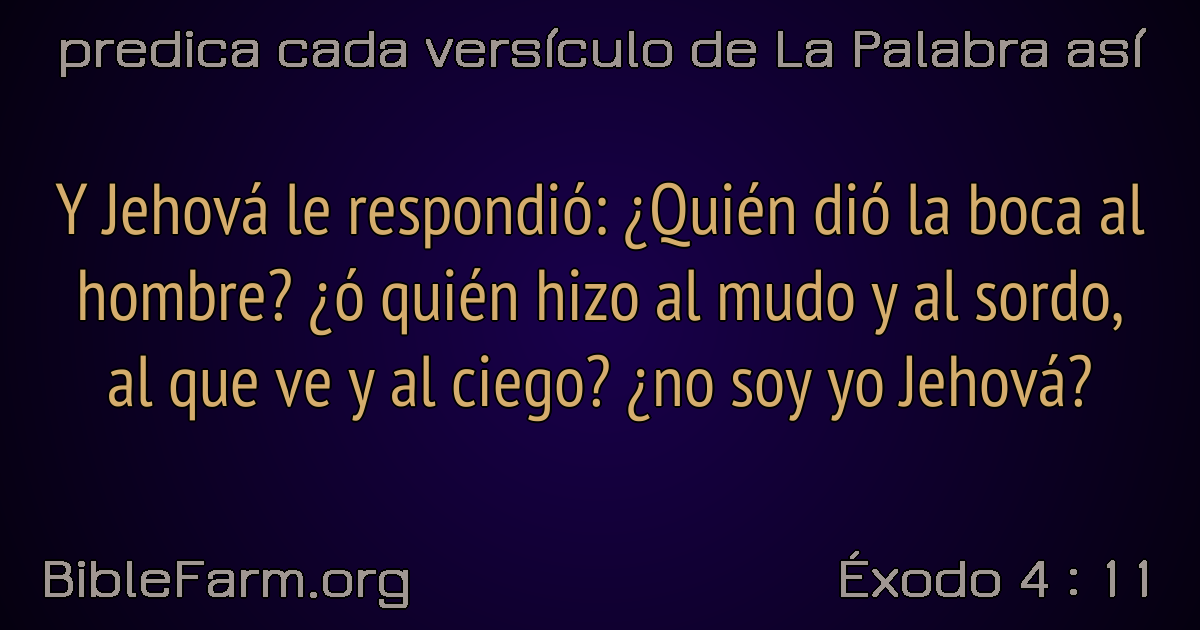 predica cada versículo de La Palabra así
Y Jehová le respondió: ¿Quién dió la boca al
hombre? ¿ó quién hizo al mudo y al sordo,
al que ve y al ciego? ¿no soy yo Jehová?
BibleFarm.org
Éxodo 4 : 11